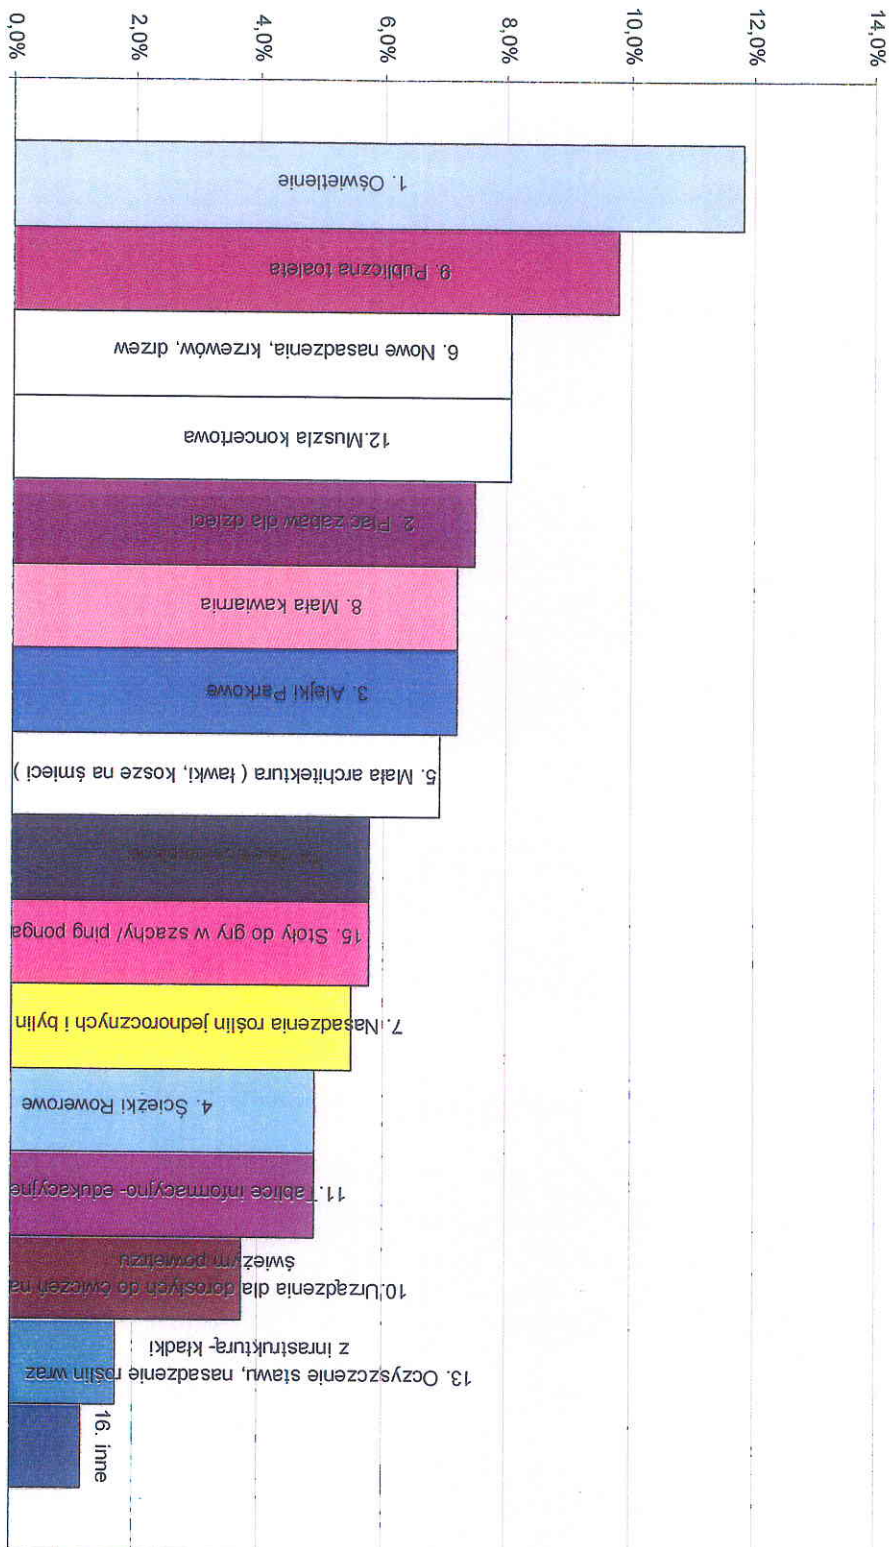 14,0%
12,0%
10,0%
8,0%
6,0%
4,0%
2,0%
0,0%
1. Oświetlenie
9. Publiczna toaleta
6. Nowe nasadzenia, krzewów, drzew
12.Muszla koncertowa
2. Plac zabaw dla dzieci
8. Mała kawiarnia
3. Alejki Parkowe
5. Mała architektura ( ławki, kosze na śmieci )
15. Stoły do gry w szachy/ ping ponga
7. Nasadzenia roślin jednorocznych i bylin
4. Ścieżki Rowerowe
11.Tablice informacyjno- edukacyjne
10.Urządzenia dla dorosłych do ćwiczeń na
świeżym powietrzu
13. Oczyszczenie stawu, nasadzenie roślin wraz
z inrastrukturą- kładki
16. inne